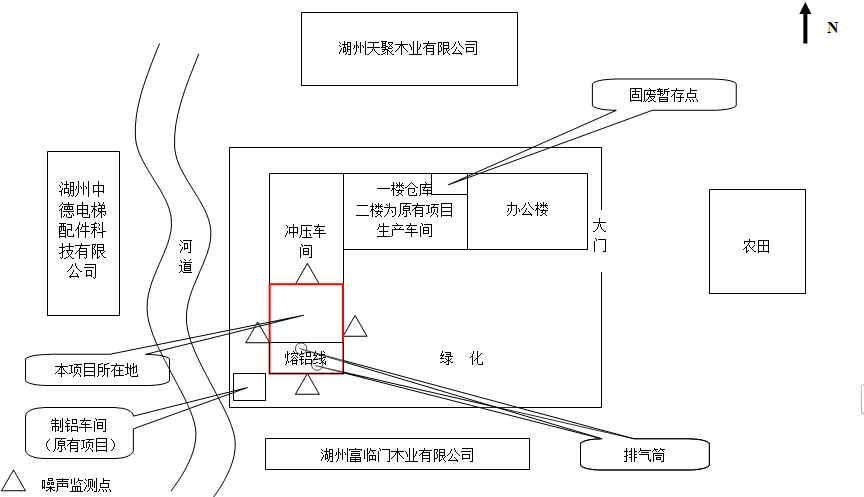 N
湖州天聚木业有限公司
固废暂存点
湖州中
德电梯
配件科
技有限
公司
河
道
冲压车
间
一楼仓库
二楼为原有项目
生产车间
办公楼
大
门
农田
熔铝线
绿 化
本项目所在地
制铝车间
（原有项目）
湖州富临门木业有限公司
排气筒
噪声监测点